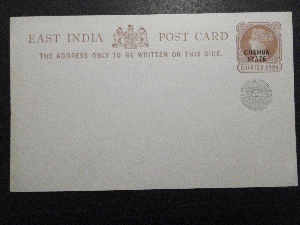 EAST INDIA POST CARD
THE ADDRESS ONLY TO BE WRITTEN ON THIS SIDE.
CHAMBA
STATE
QUARTER ANNA